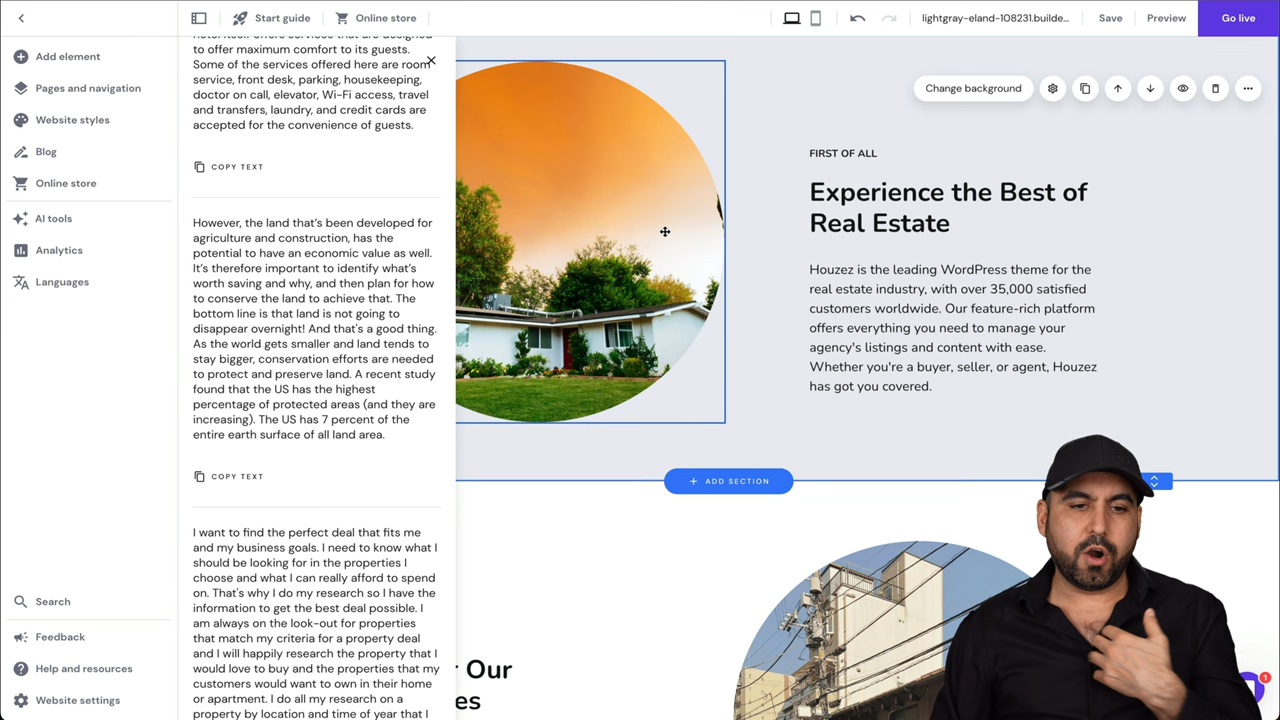 Start guide
Online store
lightgray-eland-108231.builde...
Save
Preview
Go live
Add element
Pages and navigation
Website styles
Blog
Online store
AI tools
Analytics
Languages
Search
Feedback
Help and resources
Website settings
hotel itself offers services that are designed
to offer maximum comfort to its guests.
Some of the services offered here are room
service, front desk, parking, housekeeping,
doctor on call, elevator, Wi-Fi access, travel
and transfers, laundry, and credit cards are
accepted for the convenience of guests.
COPY TEXT
However, the land that's been developed for
agriculture and construction, has the
potential to have an economic value as well.
It's therefore important to identify what's
worth saving and why, and then plan for how
to conserve the land to achieve that. The
bottom line is that land is not going to
disappear overnight! And that's a good thing.
As the world gets smaller and land tends to
stay bigger, conservation efforts are needed
to protect and preserve land. A recent study
found that the US has the highest
percentage of protected areas (and they are
increasing). The US has 7 percent of the
entire earth surface of all land area.
COPY TEXT
I want to find the perfect deal that fits me
and my business goals. I need to know what I
should be looking for in the properties I
choose and what I can really afford to spend
on. That's why I do my research so I have the
information to get the best deal possible. I
am always on the look-out for properties
that match my criteria for a property deal
and I will happily research the property that I
would love to buy and the properties that my
customers would want to own in their home
or apartment. I do all my research on a
property by location and time of year that I
Change background
FIRST OF ALL
Experience the Best of
Real Estate
Houzez is the leading WordPress theme for the
real estate industry, with over 35,000 satisfied
customers worldwide. Our feature-rich platform
offers everything you need to manage your
agency's listings and content with ease.
Whether you're a buyer, seller, or agent, Houzez
has got you covered.
+ ADD SECTION
Our
es
1